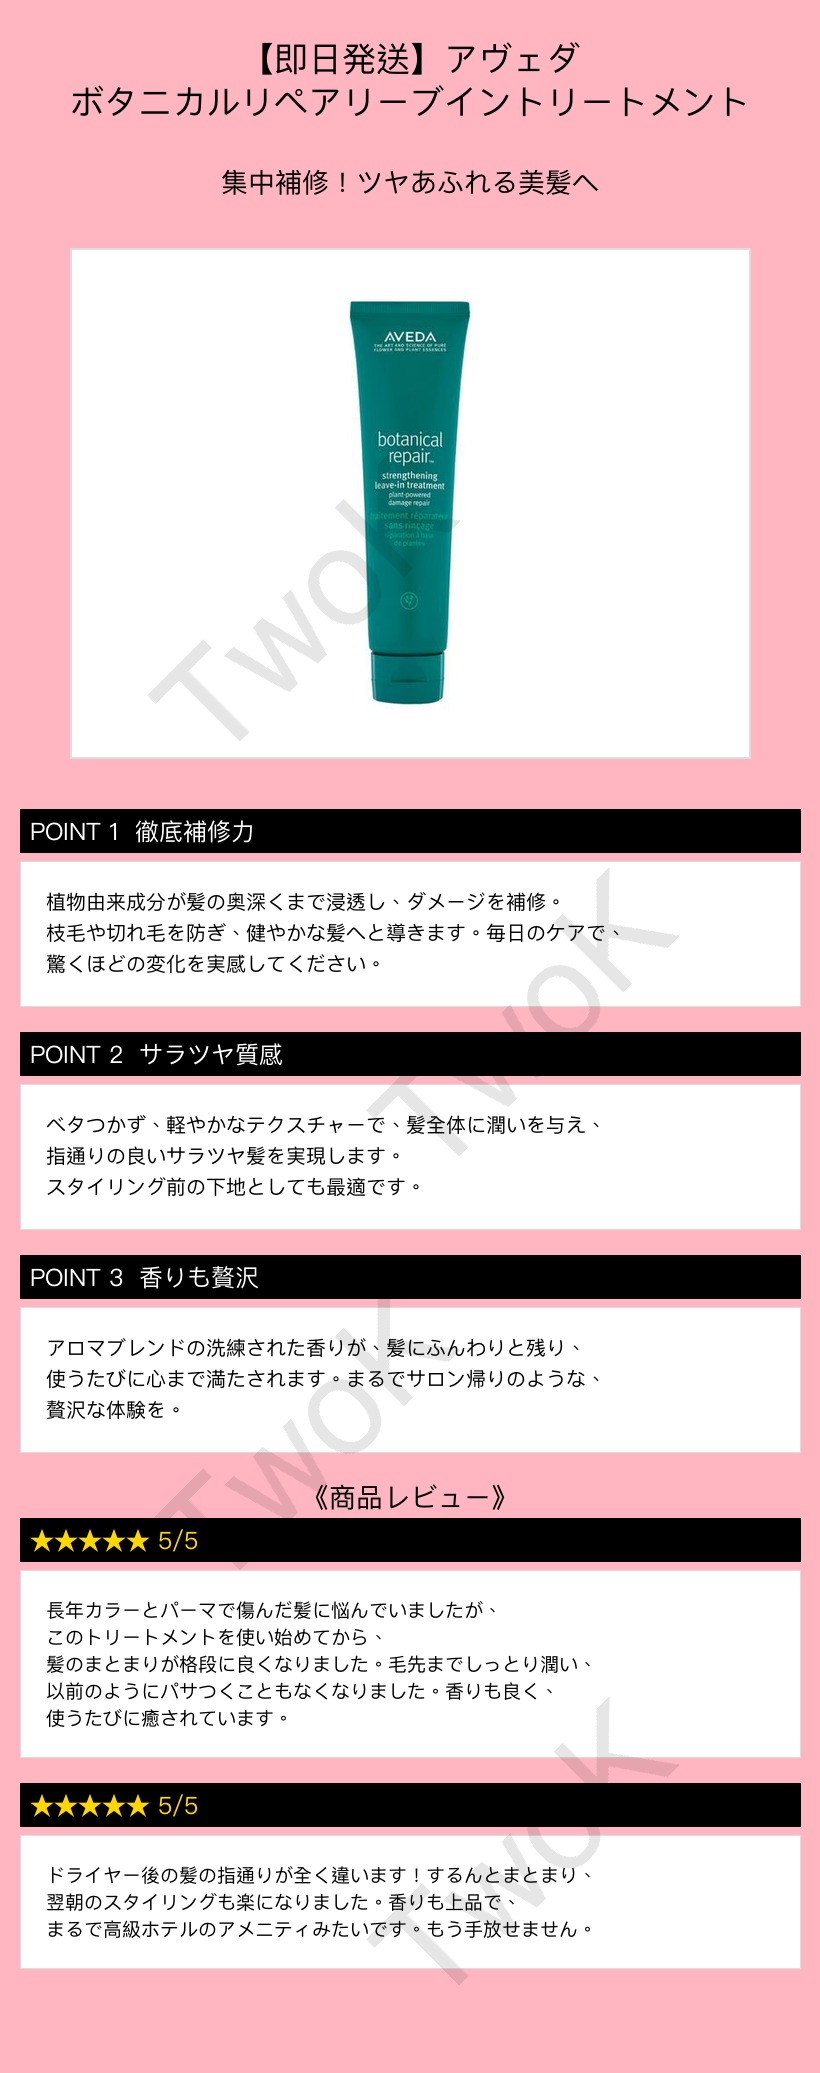 【即日発送】アヴェダ
ボタニカルリペアリーブイントリートメント
集中補修！ツヤあふれる美髪へ
AVEDA
THE ART AND SCIENCE OF PURE
FLOWER AND PLANT ESSENCES
botanical
repair™
strengthening
leave-in treatment
plant-powered
damage repair
traitement réparateur
sans rinçage
réparation à base
de plantes
TwoK
POINT 1 徹底補修力
植物由来成分が髪の奥深くまで浸透し、ダメージを補修。
枝毛や切れ毛を防ぎ、健やかな髪へと導きます。毎日のケアで、
驚くほどの変化を実感してください。
TwoK
POINT 2 サラツヤ質感
ベタつかず、軽やかなテクスチャーで、髪全体に潤いを与え、
指通りの良いサラツヤ髪を実現します。
スタイリング前の下地としても最適です。
POINT 3 香りも贅沢
アロマブレンドの洗練された香りが、髪にふんわりと残り、
使うたびに心まで満たされます。まるでサロン帰りのような、
贅沢な体験を。
TwoK
《商品レビュー》
★★★★★ 5/5
長年カラーとパーマで傷んだ髪に悩んでいましたが、
このトリートメントを使い始めてから、
髪のまとまりが格段に良くなりました。毛先までしっとり潤い、
以前のようにパサつくこともなくなりました。香りも良く、
使うたびに癒されています。
★★★★★ 5/5
ドライヤー後の髪の指通りが全く違います！するんとまとまり、
翌朝のスタイリングも楽になりました。香りも上品で、
まるで高級ホテルのアメニティみたいです。もう手放せません。
TwoK